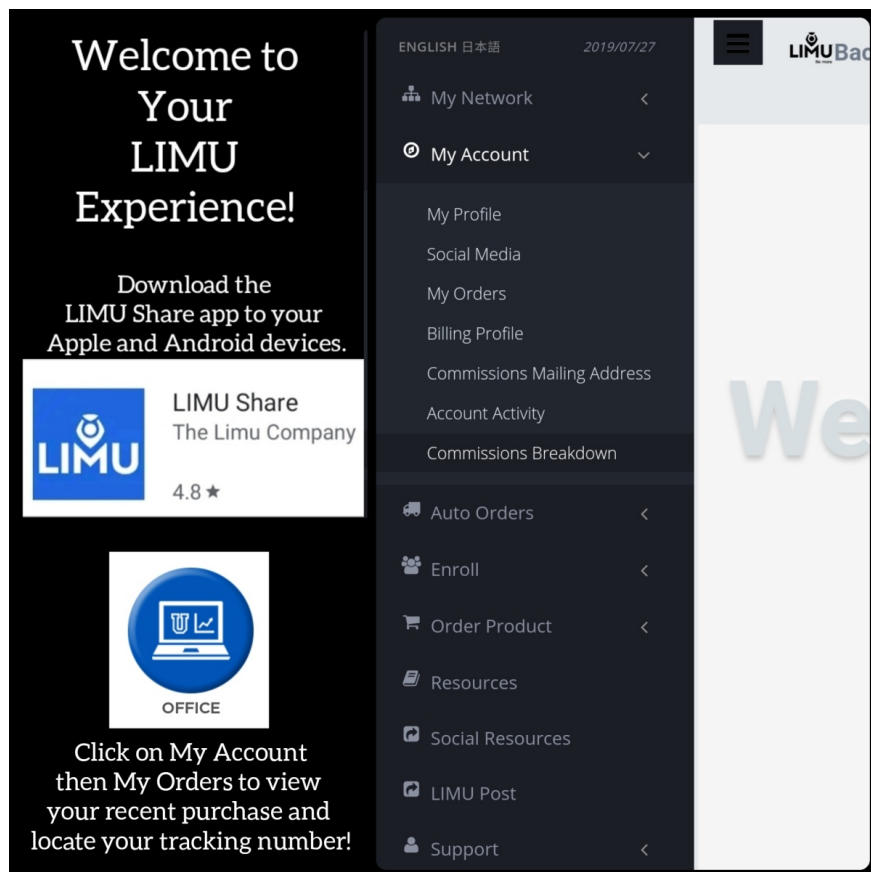 Welcome to
Your
LIMU
Experience!
Download the
LIMU Share app to your
Apple and Android devices.
LIMU
LIMU Share
The Limu Company
4.8 ★
OFFICE
Click on My Account
then My Orders to view
your recent purchase and
locate your tracking number!
ENGLISH 日本語 2019/07/27
My Network
My Account
My Profile
Social Media
My Orders
Billing Profile
Commissions Mailing Address
Account Activity
Commissions Breakdown
Auto Orders
Enroll
Order Product
Resources
Social Resources
LIMU Post
Support
LIMU Bac
We